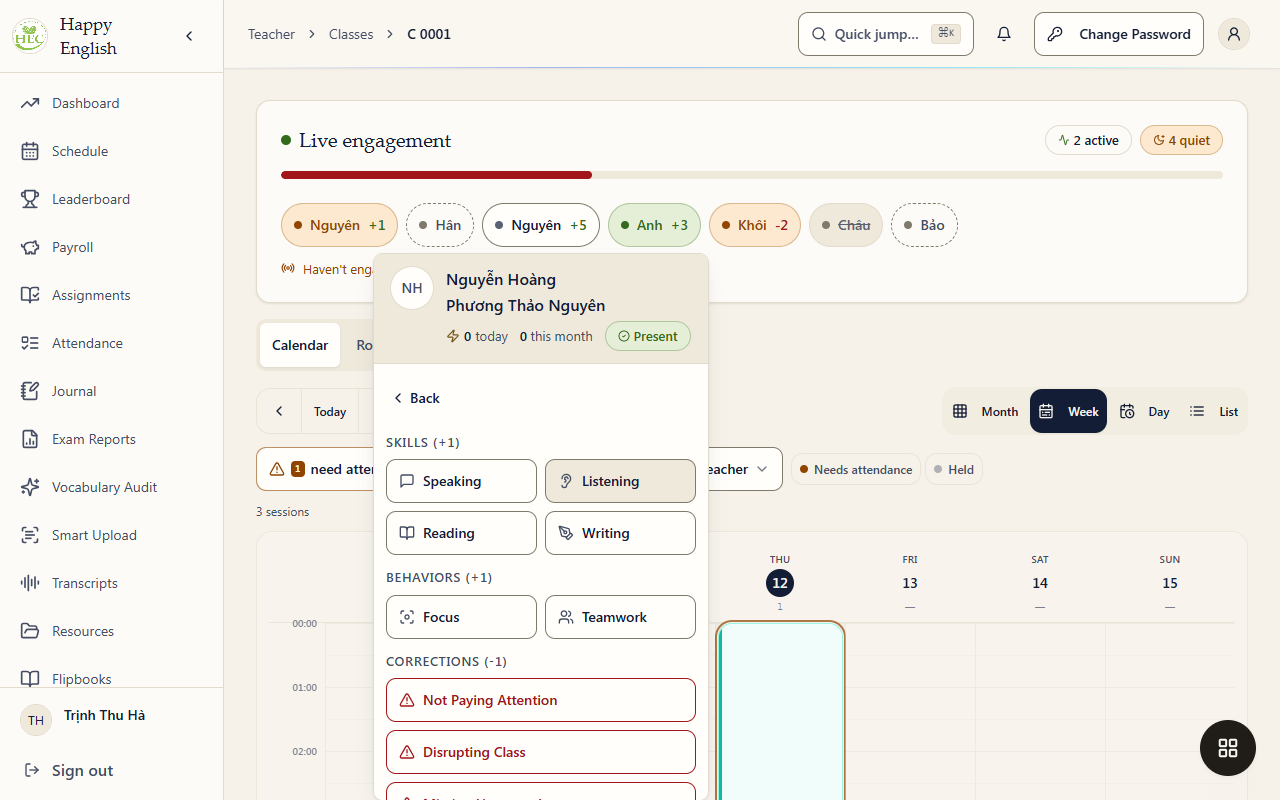 HEC
Happy
English
Teacher
Classes
C 0001
Quick jump...
⌘K
Change Password
Dashboard
Schedule
Leaderboard
Payroll
Assignments
Attendance
Journal
Exam Reports
Vocabulary Audit
Smart Upload
Transcripts
Resources
Flipbooks
TH
Trịnh Thu Hà
Sign out
Live engagement
2 active
4 quiet
Nguyên +1
Hân
Nguyên +5
Anh +3
Khôi -2
Châu
Bảo
Haven't
NH
Nguyễn Hoàng
Phương Thảo Nguyên
0 today
0 this month
Present
Calendar
Today
Month
Week
Day
List
1 need
Needs attendance
Held
3 sessions
Back
SKILLS (+1)
Speaking
Listening
Reading
Writing
BEHAVIORS (+1)
Focus
Teamwork
CORRECTIONS (-1)
Not Paying Attention
Disrupting Class
THU
12
1
FRI
13
—
SAT
14
—
SUN
15
—
00:00
01:00
02:00